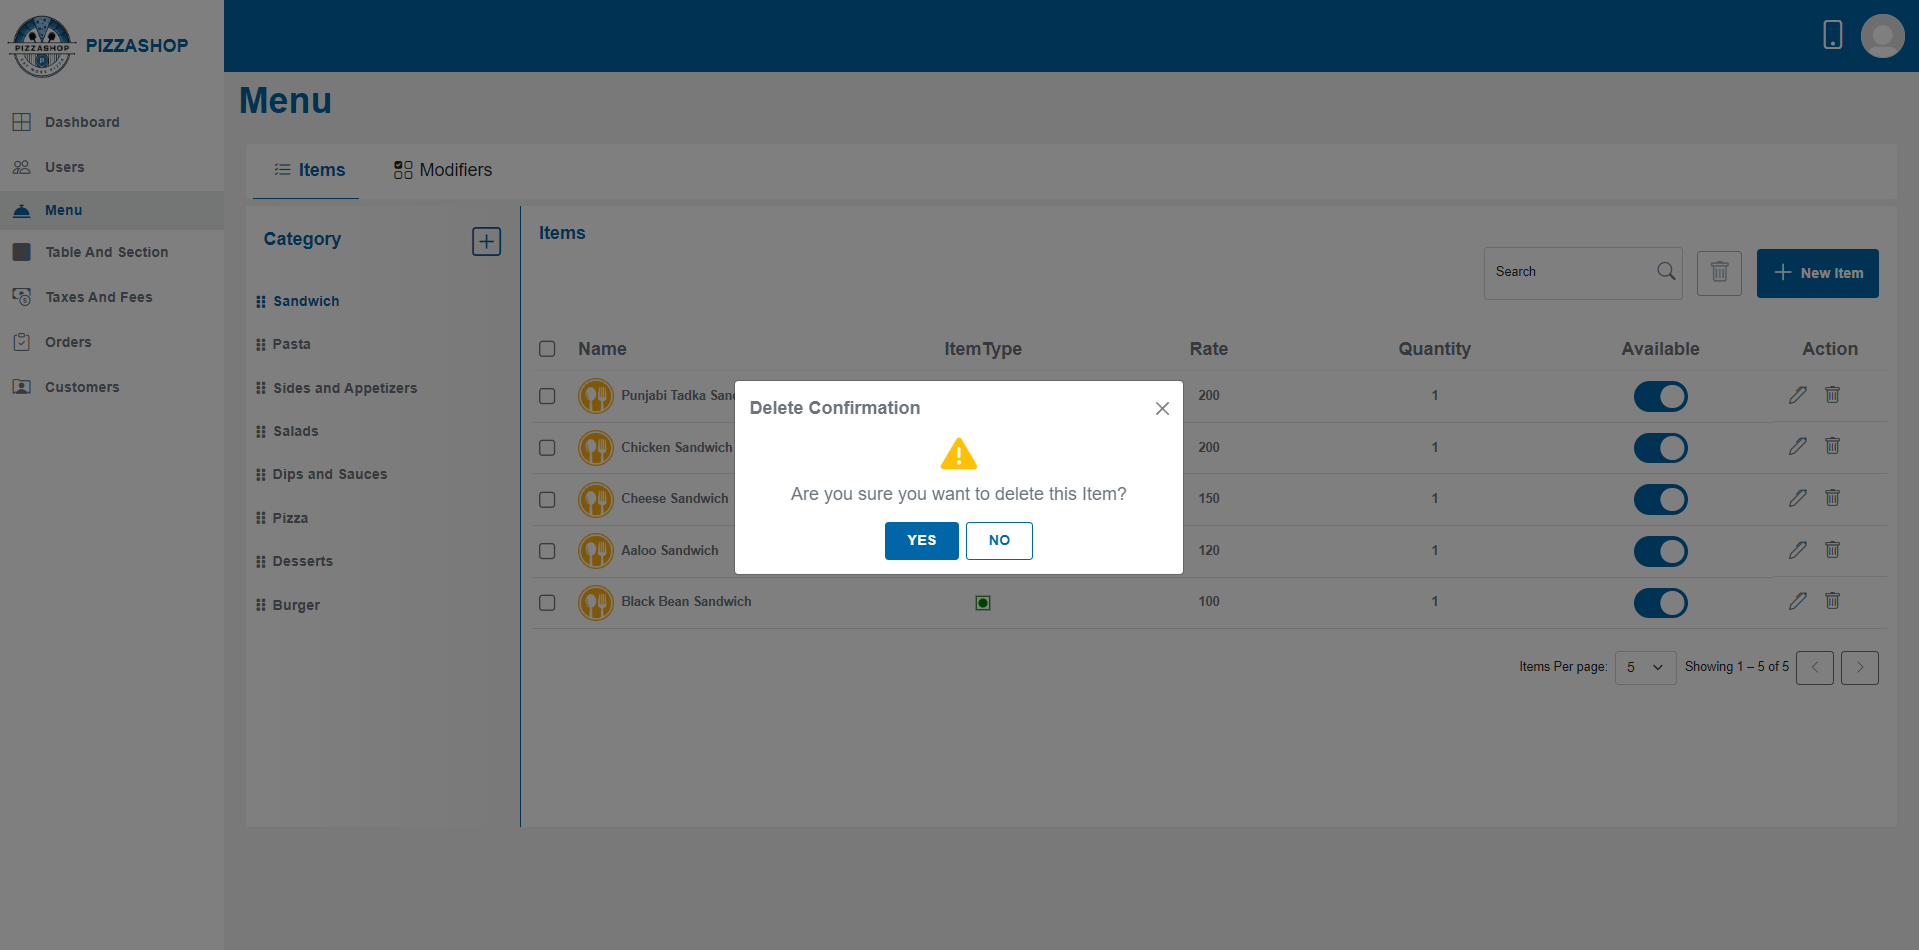 PIZZASHOP
PIZZASHOP
Dashboard
Users
Menu
Table And Section
Taxes And Fees
Orders
Customers
Menu
Items
Modifiers
Category
Sandwich
Pasta
Sides and Appetizers
Salads
Dips and Sauces
Pizza
Desserts
Burger
Items
Search
New Item
Name ItemType Rate Quantity Available Action
Punjabi Tadka 200 1
Chicken Sandwich 200 1
Cheese Sandwich 150 1
Aaloo Sandwich 120 1
Black Bean Sandwich 100 1
Items Per page: 5 Showing 1 – 5 of 5
Delete Confirmation
Are you sure you want to delete this Item?
YES NO